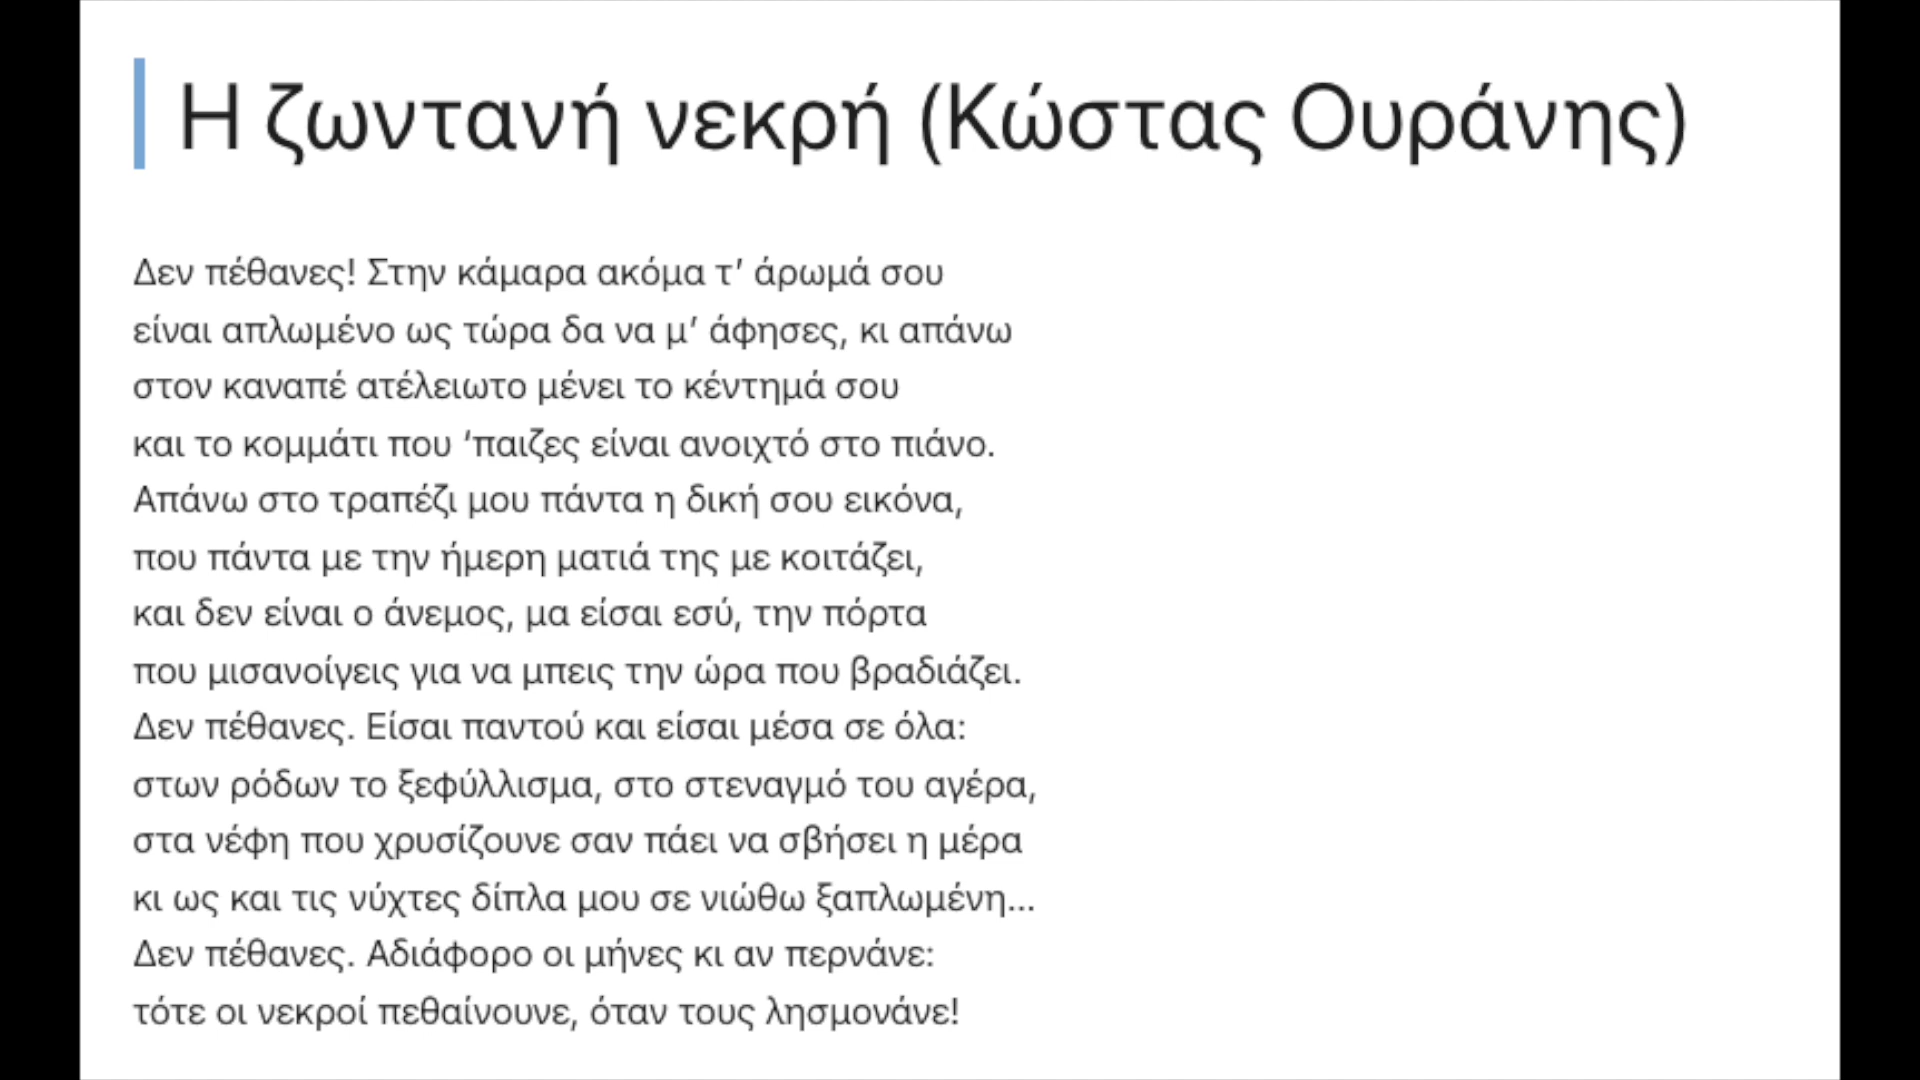 Η ζωντανή νεκρή (Κώστας Ουράνης)
Δεν πέθανες! Στην κάμαρα ακόμα τ’ άρωμά σου
είναι απλωμένο ως τώρα δα να μ’ άφησες, κι απάνω
στον καναπέ ατέλειωτο μένει το κέντημά σου
και το κομμάτι που ‘παιζες είναι ανοιχτό στο πιάνο.
Απάνω στο τραπέζι μου πάντα η δική σου εικόνα,
που πάντα με την ήμερη ματιά της με κοιτάζει,
και δεν είναι ο άνεμος, μα είσαι εσύ, την πόρτα
που μισανοίγεις για να μπεις την ώρα που βραδιάζει.
Δεν πέθανες. Είσαι παντού και είσαι μέσα σε όλα:
στων ρόδων το ξεφύλλισμα, στο στεναγμό του αγέρα,
στα νέφη που χρυσίζουνε σαν πάει να σβήσει η μέρα
κι ως και τις νύχτες δίπλα μου σε νιώθω ξαπλωμένη…
Δεν πέθανες. Αδιάφορο οι μήνες κι αν περνάνε:
τότε οι νεκροί πεθαίνουνε, όταν τους λησμονάνε!